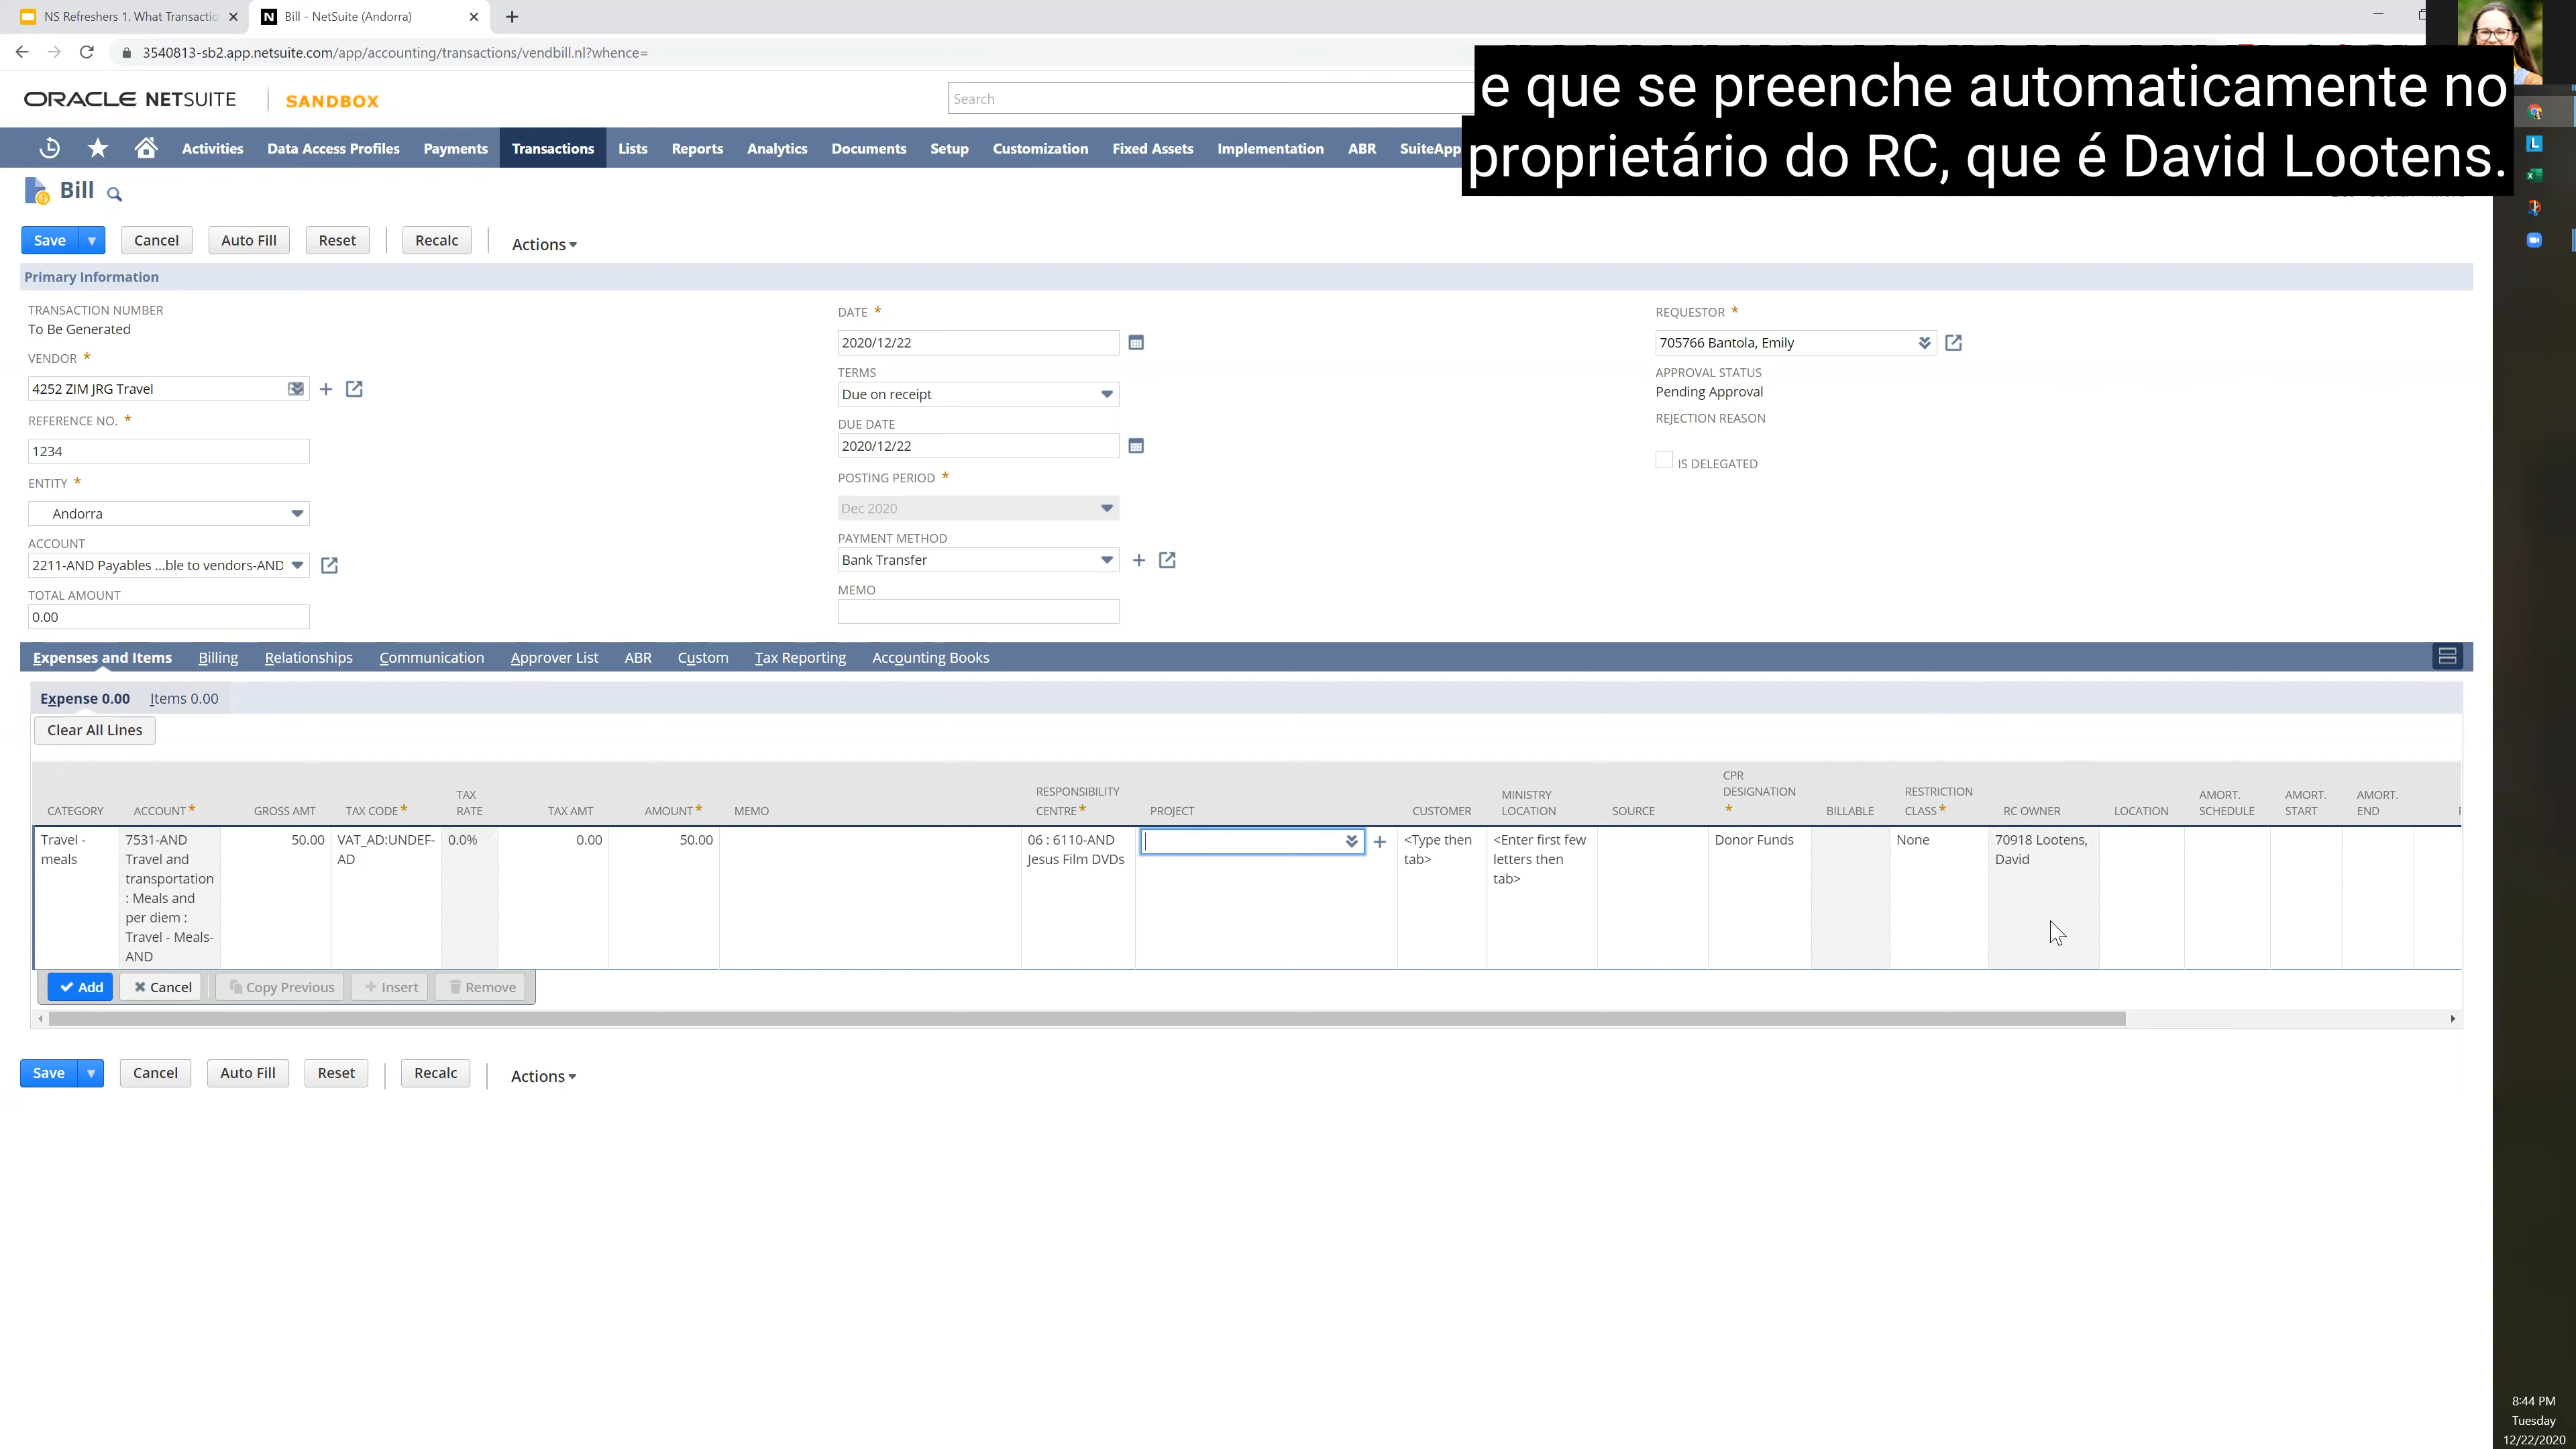 NS Refreshers 1. What Transactio
Bill - NetSuite (Andorra)
3540813-sb2.app.netsuite.com/app/accounting/transactions/vendbill.nl?whence=
e que se preenche automaticamente no
proprietário do RC, que é David Lootens.
ORACLE NETSUITE
SANDBOX
Search
Activities
Data Access Profiles
Payments
Transactions
Lists
Reports
Analytics
Documents
Setup
Customization
Fixed Assets
Implementation
ABR
SuiteApp
Bill
Save
Cancel
Auto Fill
Reset
Recalc
Actions
Primary Information
TRANSACTION NUMBER
To Be Generated
VENDOR *
4252 ZIM JRG Travel
REFERENCE NO. *
1234
ENTITY *
Andorra
ACCOUNT
2211-AND Payables ...ble to vendors-AND
TOTAL AMOUNT
0.00
DATE *
2020/12/22
TERMS
Due on receipt
DUE DATE
2020/12/22
POSTING PERIOD *
Dec 2020
PAYMENT METHOD
Bank Transfer
MEMO
REQUESTOR *
705766 Bantola, Emily
APPROVAL STATUS
Pending Approval
REJECTION REASON
IS DELEGATED
Expenses and Items
Billing
Relationships
Communication
Approver List
ABR
Custom
Tax Reporting
Accounting Books
Expense 0.00
Items 0.00
Clear All Lines
CATEGORY
ACCOUNT *
GROSS AMT
TAX CODE *
TAX
RATE
TAX AMT
AMOUNT *
MEMO
RESPONSIBILITY
CENTRE *
PROJECT
CUSTOMER
MINISTRY
LOCATION
SOURCE
CPR
DESIGNATION
*
BILLABLE
RESTRICTION
CLASS *
RC OWNER
LOCATION
AMORT.
SCHEDULE
AMORT.
START
AMORT.
END
Travel -
meals
7531-AND
Travel and
transportation
: Meals and
per diem :
Travel - Meals-
AND
50.00
VAT_AD:UNDEF-
AD
0.0%
0.00
50.00
06 : 6110-AND
Jesus Film DVDs
<Type then
tab>
<Enter first few
letters then
tab>
Donor Funds
None
70918 Lootens,
David
Add
Cancel
Copy Previous
Insert
Remove
Save
Cancel
Auto Fill
Reset
Recalc
Actions
8:44 PM
Tuesday
12/22/2020